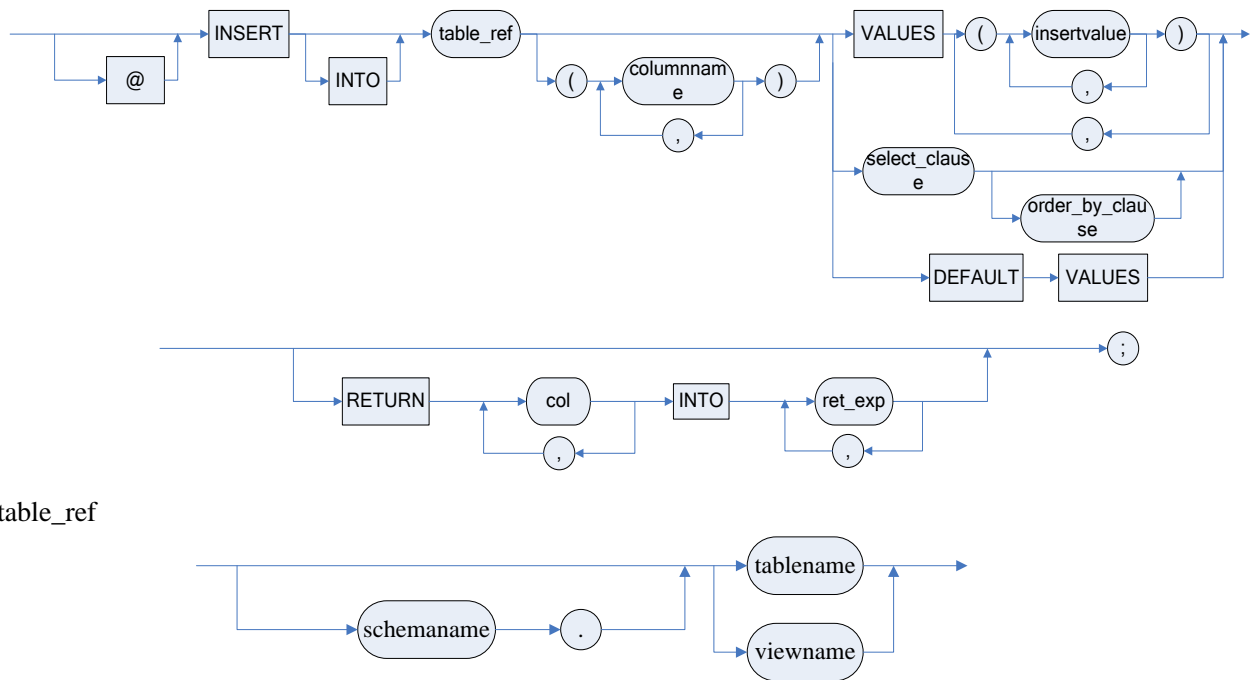 INSERT table_ref VALUES ( insertvalue )
@ INTO ( columnnam
e ) ,
, ,
select_claus
e
order_by_clau
se
DEFAULT VALUES
;
RETURN col INTO ret_exp
, ,
table_ref
tablename
schemaname .
viewname